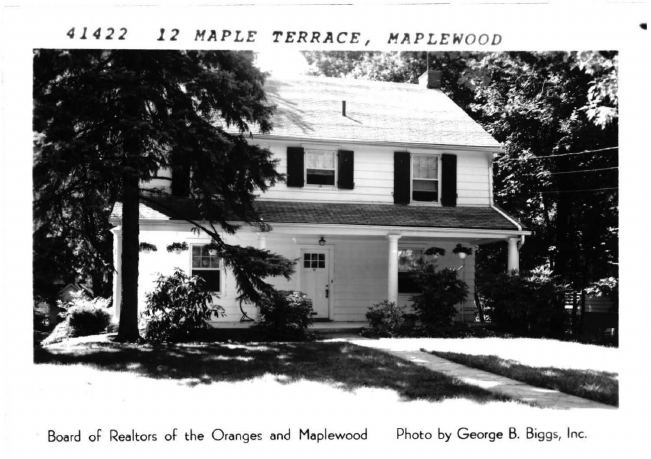 41422 12 MAPLE TERRACE, MAPLEWOOD
Board of Realtors of the Oranges and Maplewood Photo by George B. Biggs, Inc.